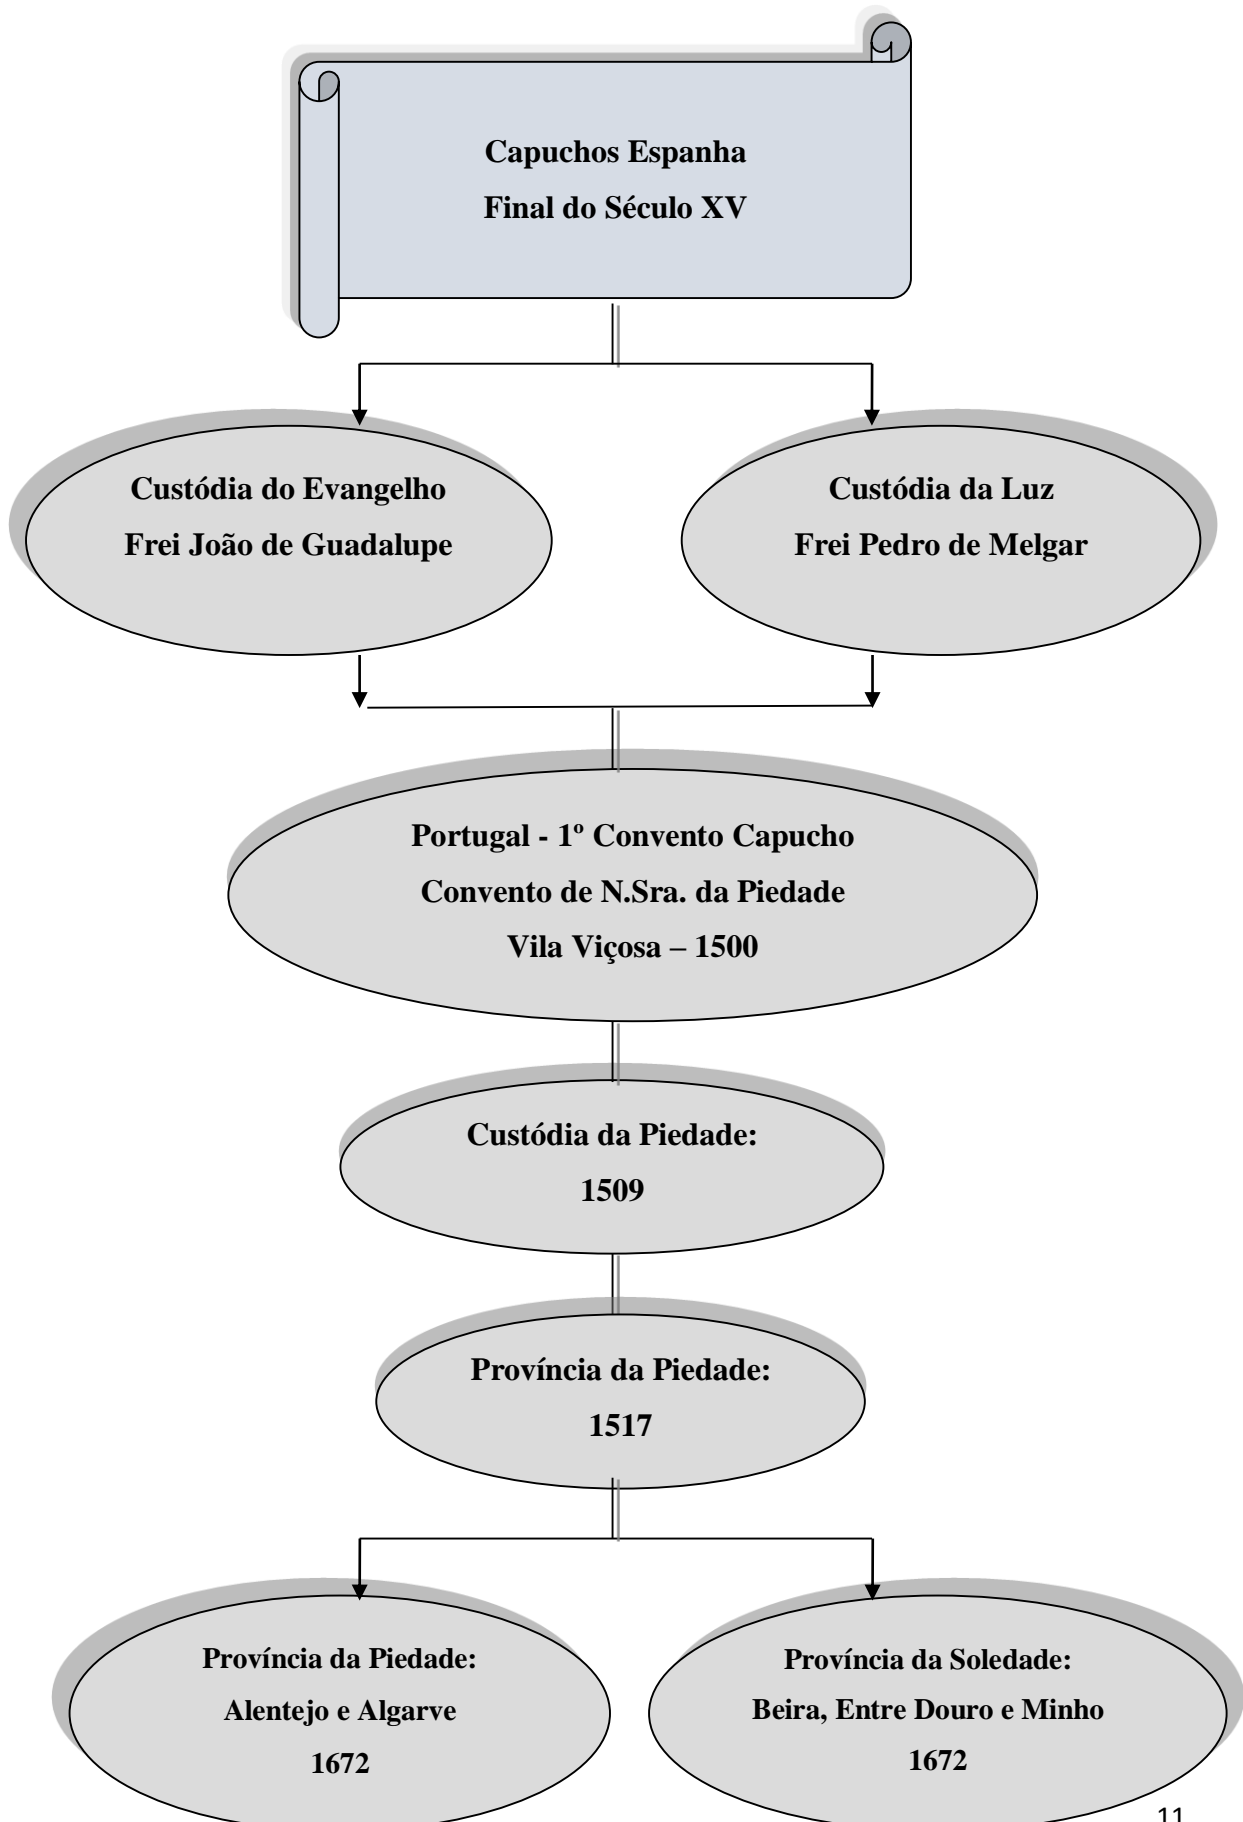 Capuchos Espanha
Final do Século XV
Custódia do Evangelho
Frei João de Guadalupe
Custódia da Luz
Frei Pedro de Melgar
Portugal - 1º Convento Capucho
Convento de N.Sra. da Piedade
Vila Viçosa – 1500
Custódia da Piedade:
1509
Província da Piedade:
1517
Província da Piedade:
Alentejo e Algarve
1672
Província da Soledade:
Beira, Entre Douro e Minho
1672
11